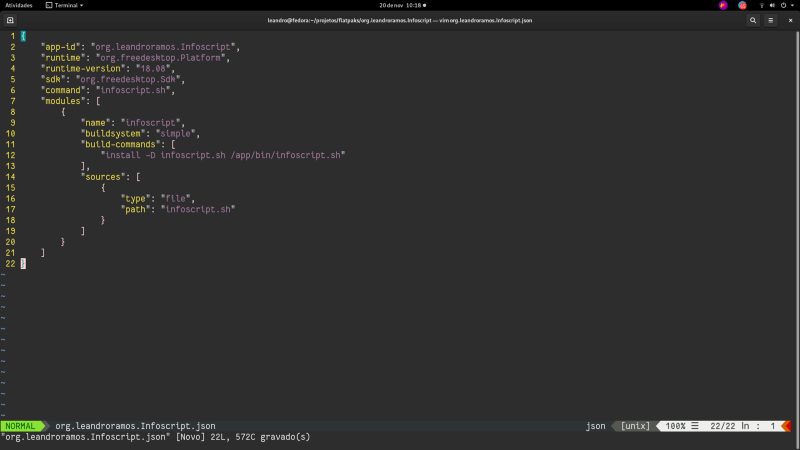 Atividades
Terminal
20 de nov 10:18
leandro@fedora:~/projetos/flatpaks/org.leandroramos.Infoscript — vim org.leandroramos.Infoscript.json
1 {
2 "app-id": "org.leandroramos.Infoscript",
3 "runtime": "org.freedesktop.Platform",
4 "runtime-version": "18.08",
5 "sdk": "org.freedesktop.Sdk",
6 "command": "infoscript.sh",
7 "modules": [
8 {
9 "name": "infoscript",
10 "buildsystem": "simple",
11 "build-commands": [
12 "install -D infoscript.sh /app/bin/infoscript.sh"
13 ],
14 "sources": [
15 {
16 "type": "file",
17 "path": "infoscript.sh"
18 }
19 ]
20 }
21 ]
22 }
~
~
~
~
~
~
~
~
~
~
~
~
~
~
NORMAL org.leandroramos.Infoscript.json json [unix] 100% ☰ 22/22 ln : 1
"org.leandroramos.Infoscript.json" [Novo] 22L, 572C gravado(s)